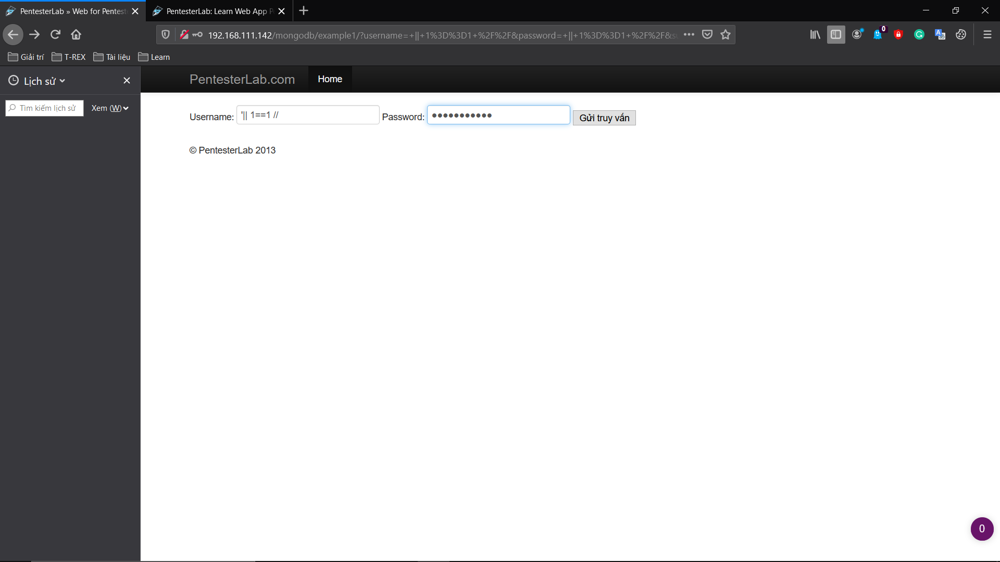 PentesterLab » Web for Pentest
PentesterLab: Learn Web App P
192.168.111.142/mongodb/example1/?username=+||+1%3D%3D1+%2F%2F&password=+||+1%3D%3D1+%2F%2F&s
0
Giải trí
T-REX
Tài liệu
Learn
Lịch sử
Tìm kiếm lịch sử
Xem (W)
PentesterLab.com
Home
Username: '|| 1==1 //
Password: ●●●●●●●●●●●
Gửi truy vấn
© PentesterLab 2013
0